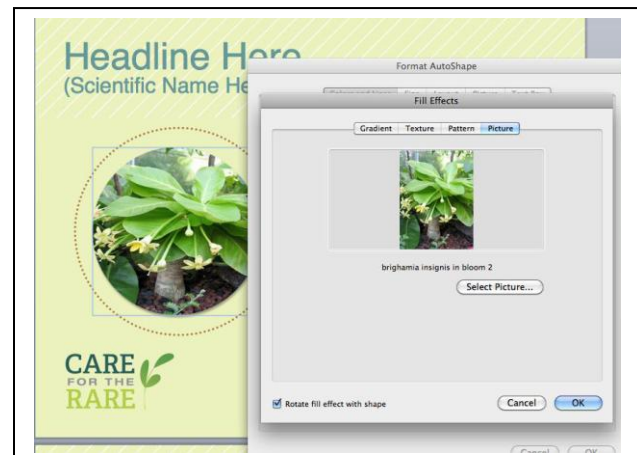 Headline Here
(Scientific Name He
Format AutoShape
Fill Effects
Gradient Texture Pattern Picture
brighamia insignis in bloom 2
Select Picture...
CARE
FOR THE
RARE
Rotate fill effect with shape
Cancel OK
Cancel OK